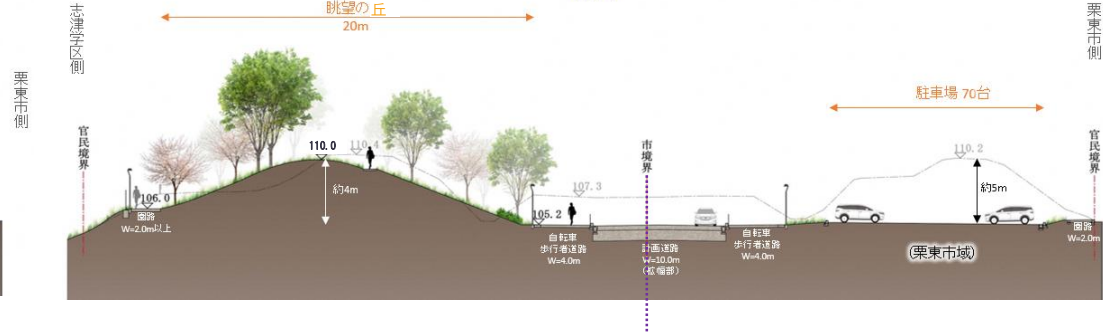 志津学区側
栗東市側
眺望の丘
20m
栗東市側
駐車場 70台
官民境界
市境界
官民境界
110.0
110.4
110.2
106.0
107.3
105.2
約4m
約5m
園路
W=2.0m以上
自転車
歩行者道路
W=4.0m
計画道路
W=10.0m
(拡幅部)
自転車
歩行者道路
W=4.0m
(栗東市域)
園路
W=2.0m